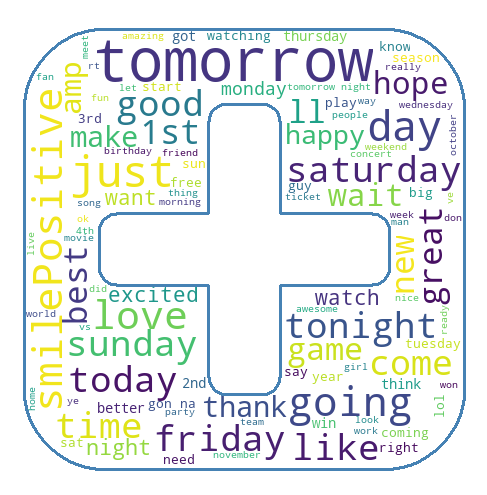 amazing got watching thursday
meet rt tomorrow know season
fan amp let start monday really
fun good ll hope tomorrow night wednesday
3rd 1st play way people day october
make happy weekend
birthday friend sun concert saturday
just free guy
want thing ticket wait big ve
song morning week don
ok man
smilePositive 4th new great
live movie best nice
did ready
world excited watch awesome
vs love tonight
sunday game tuesday
girl come
today 2nd say year think won
home ye better gon na thank going lol
party team win look coming
time friday like work right
sat night need november